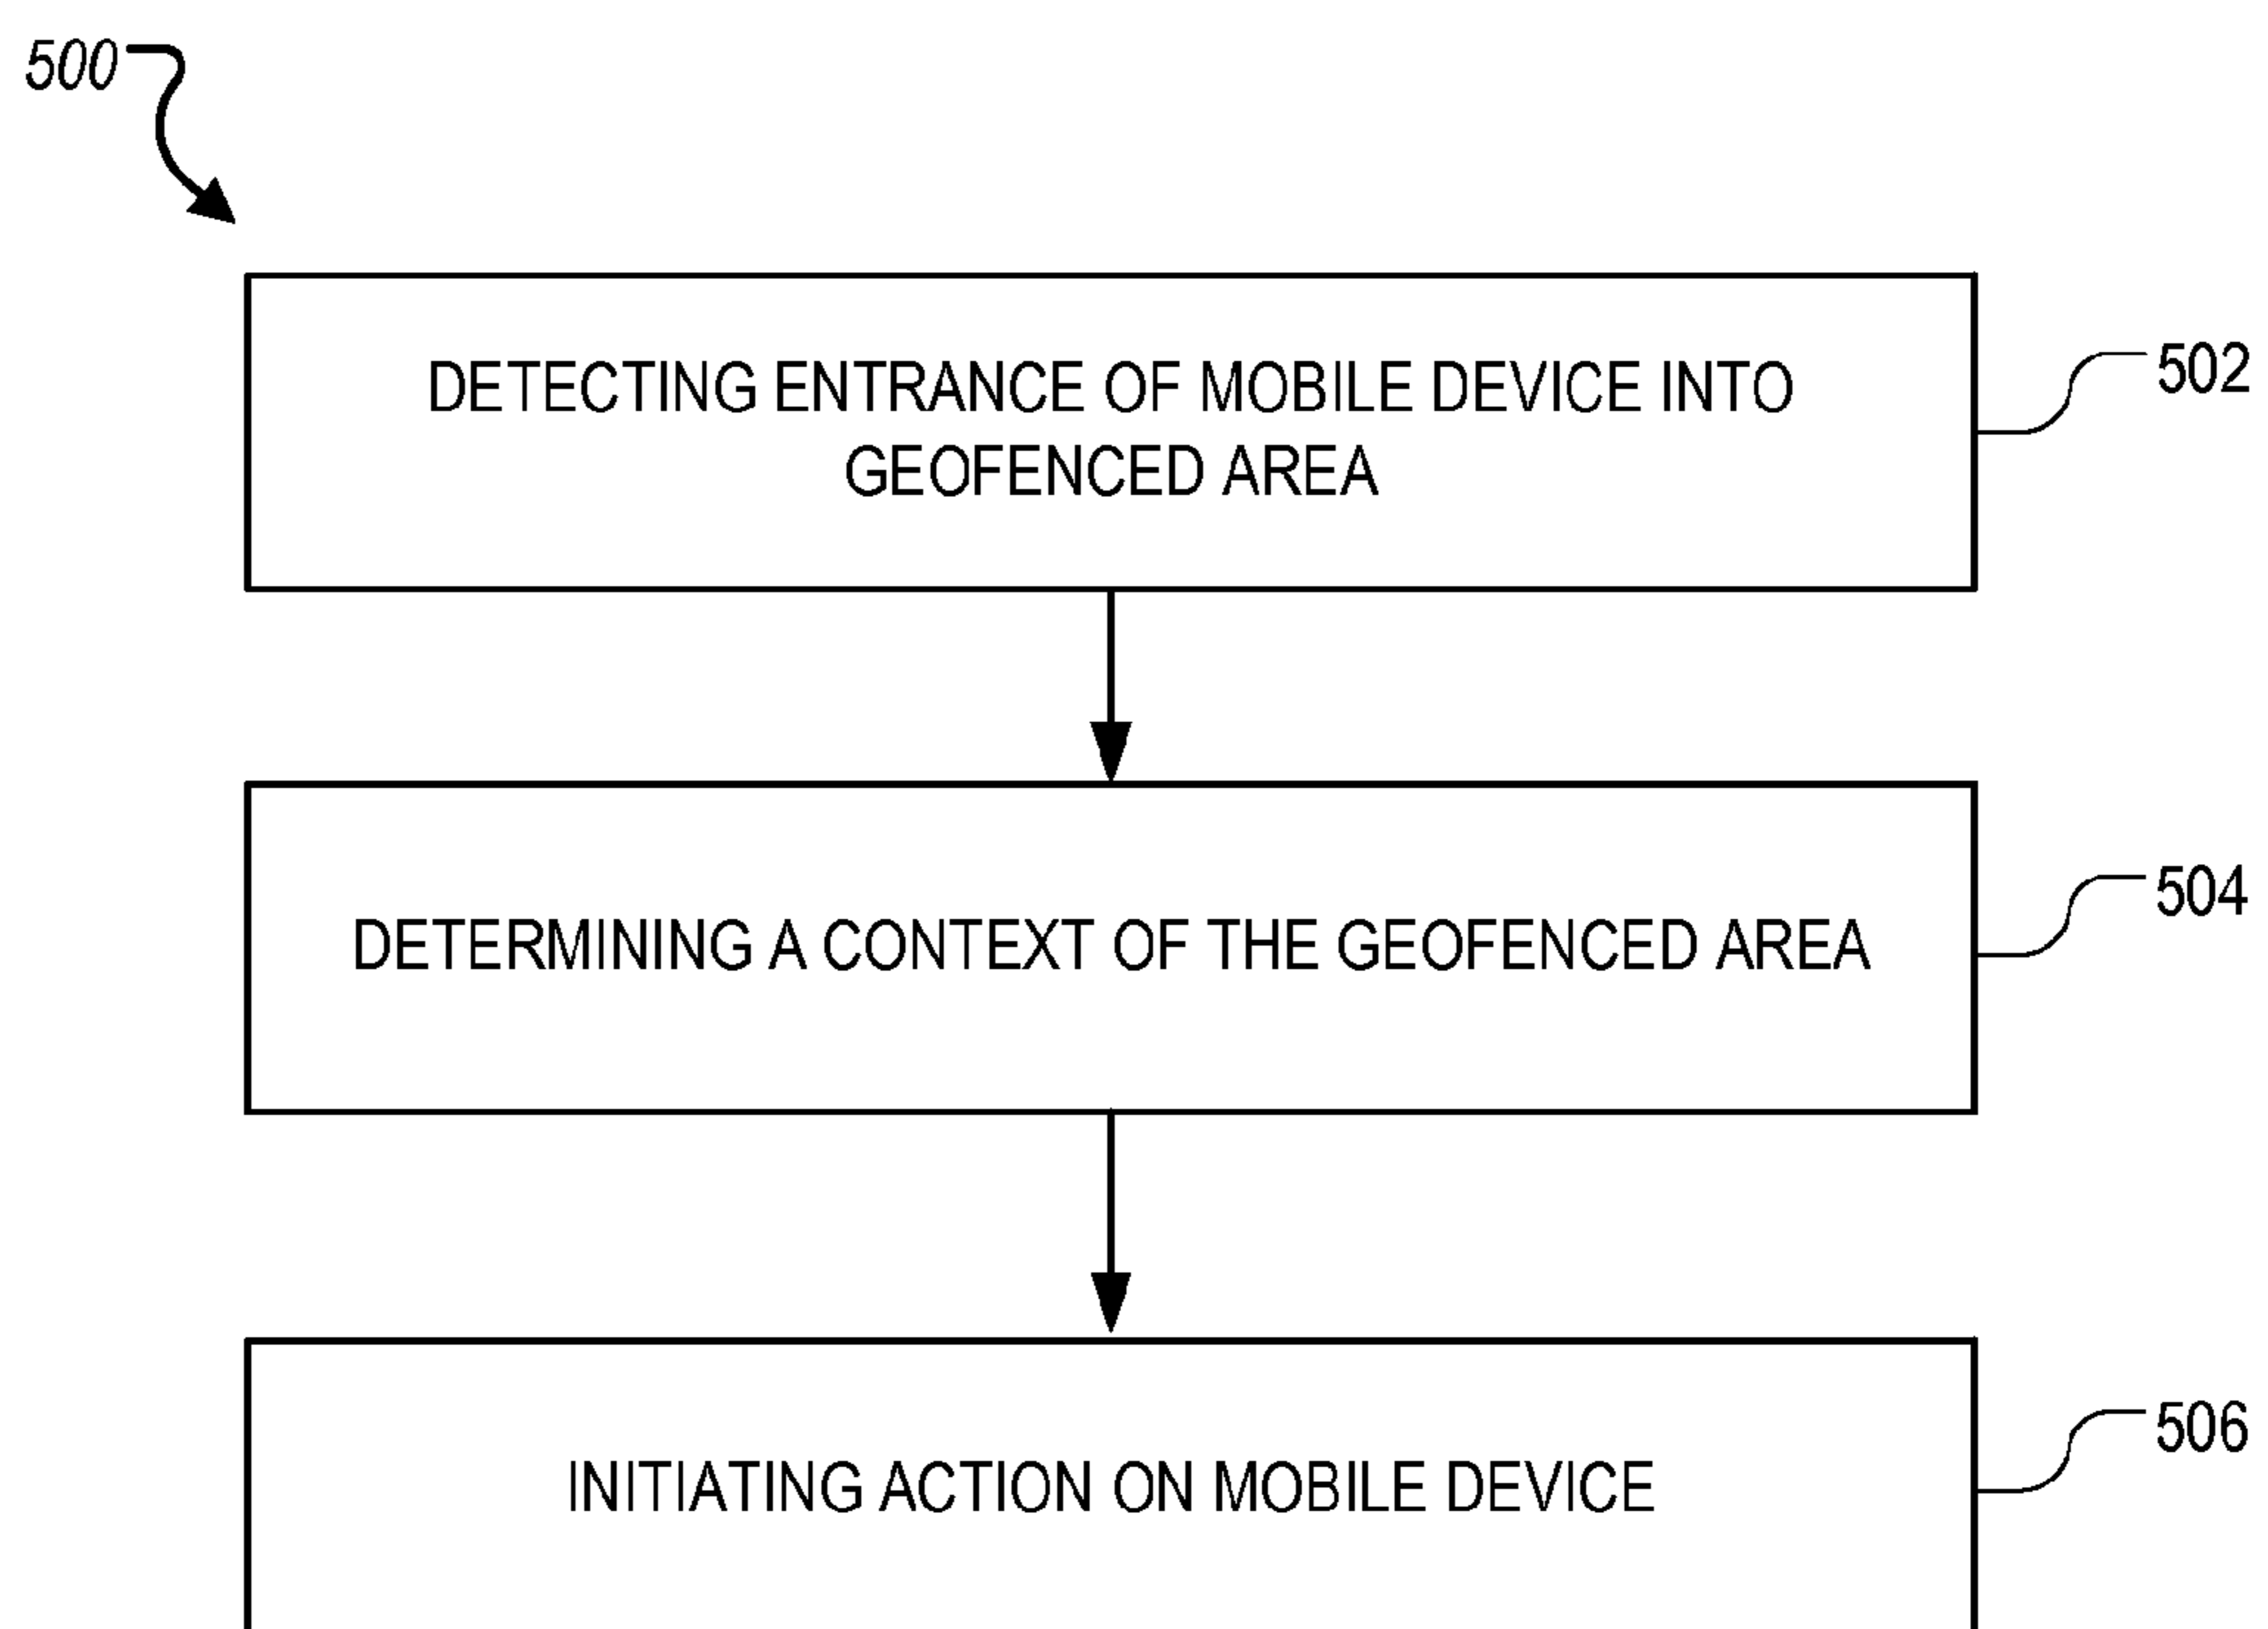 500
DETECTING ENTRANCE OF MOBILE DEVICE INTO
GEOFENCED AREA
502
DETERMINING A CONTEXT OF THE GEOFENCED AREA
504
INITIATING ACTION ON MOBILE DEVICE
506